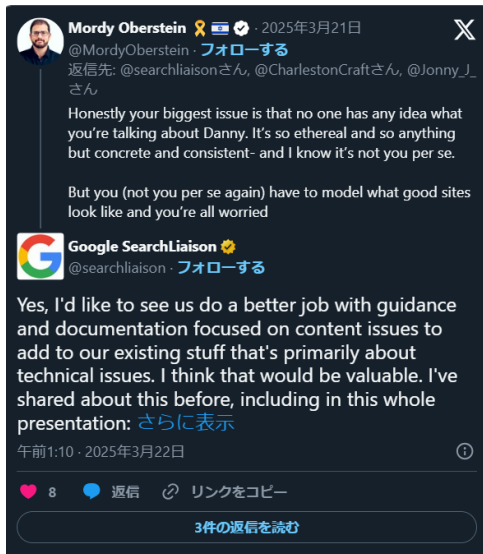 Mordy Oberstein 🎗️ 🇮🇱 · 2025年3月21日
@MordyOberstein · フォローする
返信先: @searchliaisonさん, @CharlestonCraftさん, @Jonny_J_
さん
Honestly your biggest issue is that no one has any idea what
you're talking about Danny. It's so ethereal and so anything
but concrete and consistent- and I know it's not you per se.
But you (not you per se again) have to model what good sites
look like and you're all worried
Google SearchLiaison
@searchliaison · フォローする
Yes, I'd like to see us do a better job with guidance
and documentation focused on content issues to
add to our existing stuff that's primarily about
technical issues. I think that would be valuable. I've
shared about this before, including in this whole
presentation: さらに表示
午前1:10 · 2025年3月22日
8 返信 リンクをコピー
3件の返信を読む